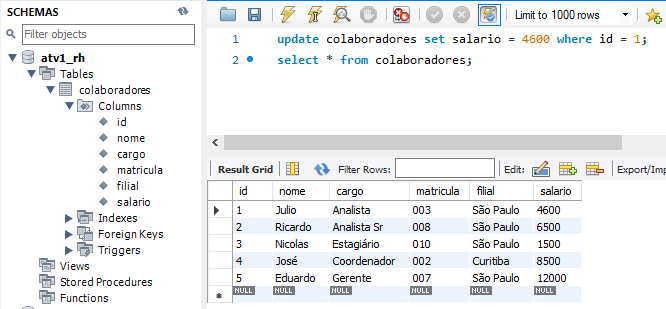 SCHEMAS
Filter objects
atv1_rh
Tables
colaboradores
Columns
id
nome
cargo
matricula
filial
salario
Indexes
Foreign Keys
Triggers
Views
Stored Procedures
Functions
Limit to 1000 rows
1 update colaboradores set salario = 4600 where id = 1;
2 select * from colaboradores;
Result Grid Filter Rows: Edit: Export/Im
id nome cargo matricula filial salario
1 Julio Analista 003 São Paulo 4600
2 Ricardo Analista Sr 008 São Paulo 6500
3 Nicolas Estagiário 010 São Paulo 1500
4 José Coordenador 002 Curitiba 8500
5 Eduardo Gerente 007 São Paulo 12000
NULL NULL NULL NULL NULL NULL